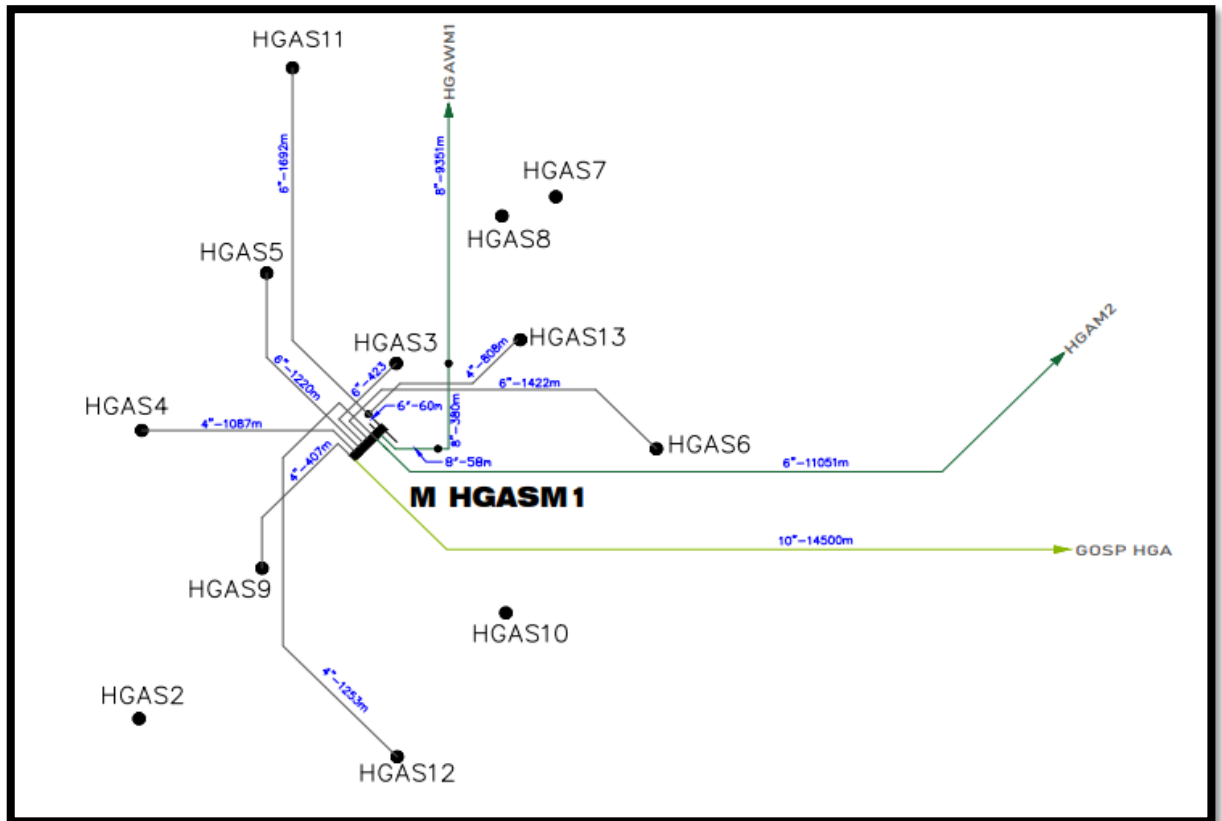 HGAS11
HGAWM1
6"-1692m
8"-9351m
HGAS7
HGAS8
HGAS5
HGAM2
HGAS3
HGAS13
4"-808m
6"-423
6"-1220m
6"-1422m
HGAS4
4"-1087m
6"-60m
8"-380m
HGAS6
4"-407m
8"-58m
6"-11051m
M HGASM1
10"-14500m
GOSP HGA
HGAS9
HGAS10
4"-1253m
HGAS2
HGAS12